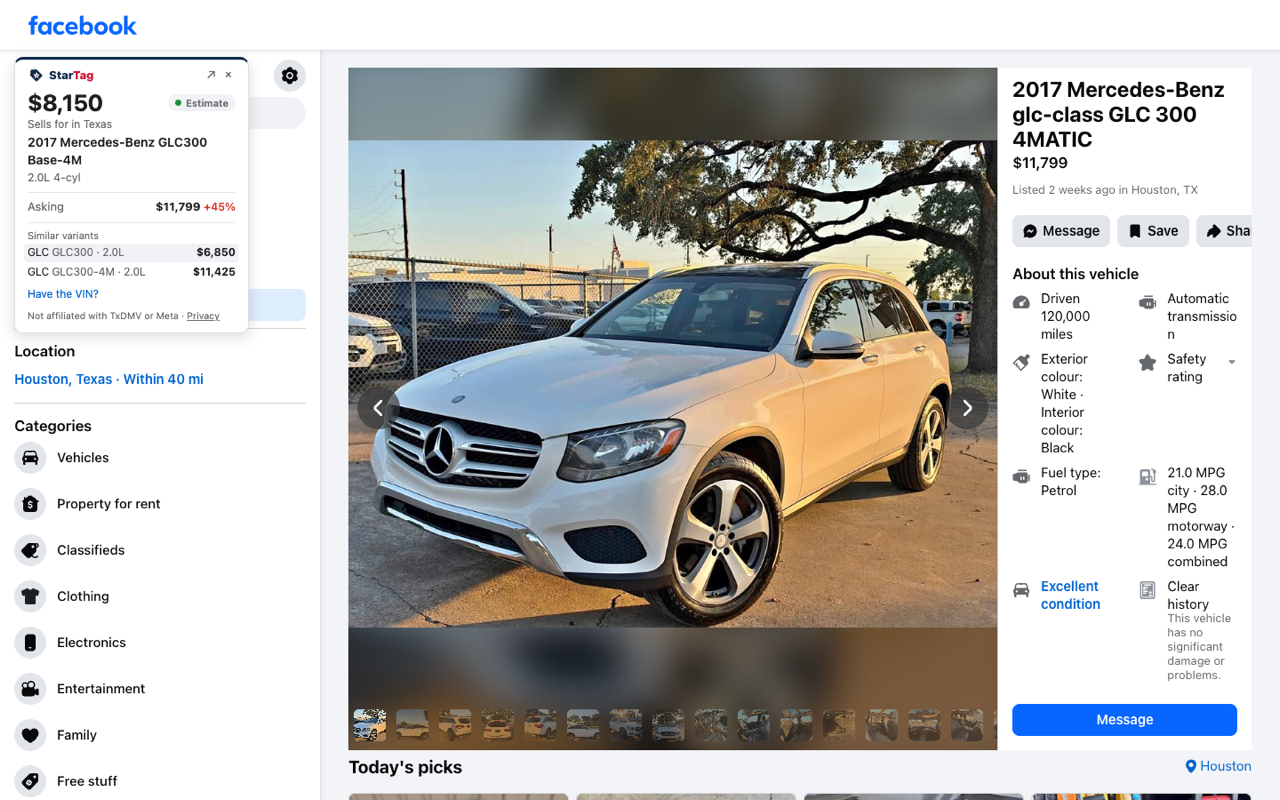 facebook
StarTag
$8,150
Estimate
Sells for in Texas
2017 Mercedes-Benz GLC300
Base-4M
2.0L 4-cyl
Asking
$11,799 +45%
Similar variants
GLC GLC300 · 2.0L
$6,850
GLC GLC300-4M · 2.0L
$11,425
Have the VIN?
Not affiliated with TxDMV or Meta · Privacy
Location
Houston, Texas · Within 40 mi
Categories
Vehicles
Property for rent
Classifieds
Clothing
Electronics
Entertainment
Family
Free stuff
2017 Mercedes-Benz
glc-class GLC 300
4MATIC
$11,799
Listed 2 weeks ago in Houston, TX
Message
Save
Sha
About this vehicle
Driven
120,000
miles
Automatic
transmissio
n
Exterior
colour:
White ·
Interior
colour:
Black
Safety
rating
Fuel type:
Petrol
21.0 MPG
city · 28.0
MPG
motorway ·
24.0 MPG
combined
Excellent
condition
Clear
history
This vehicle
has no
significant
damage or
problems.
Message
Today's picks
Houston